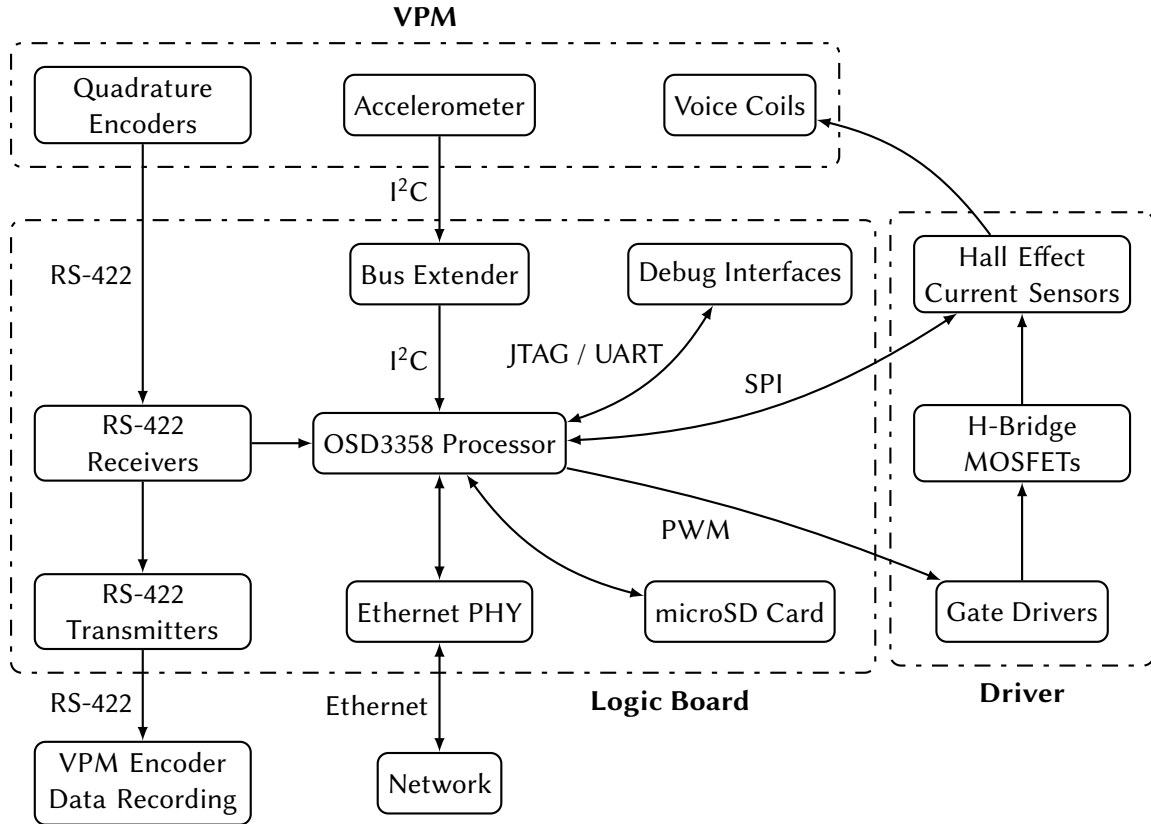 VPM
Quadrature
Encoders
Accelerometer
Voice Coils
I²C
RS-422
Bus Extender
Debug Interfaces
Hall Effect
Current Sensors
I²C
JTAG / UART
SPI
RS-422
Receivers
OSD3358 Processor
H-Bridge
MOSFETs
PWM
RS-422
Transmitters
Ethernet PHY
microSD Card
Gate Drivers
RS-422
Ethernet
Logic Board
Driver
VPM Encoder
Data Recording
Network